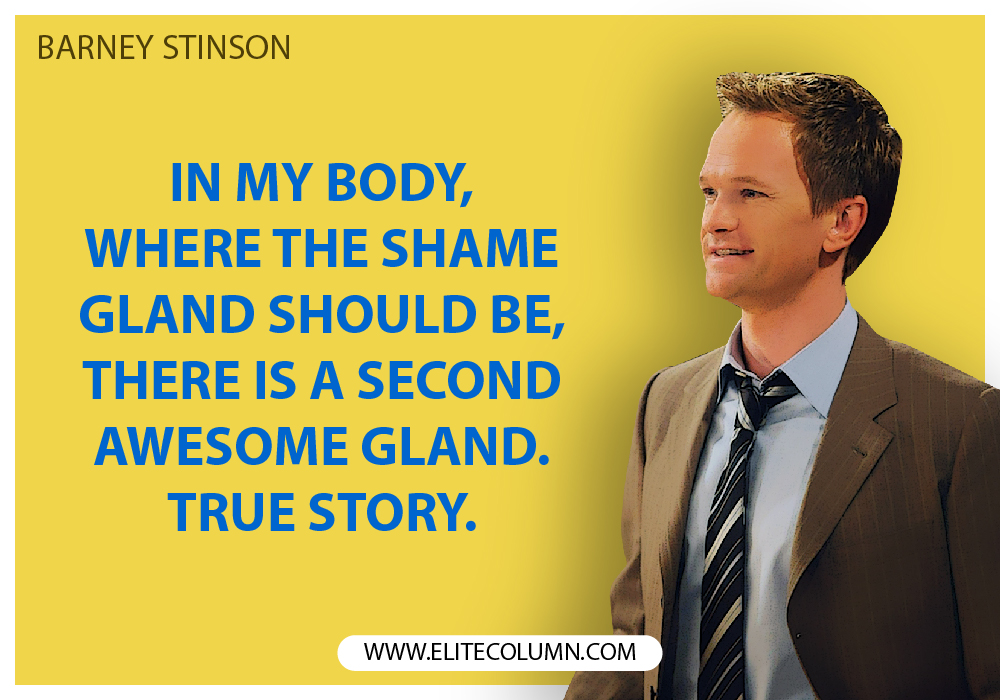 BARNEY STINSON
IN MY BODY,
WHERE THE SHAME
GLAND SHOULD BE,
THERE IS A SECOND
AWESOME GLAND.
TRUE STORY.
WWW.ELITECOLUMN.COM